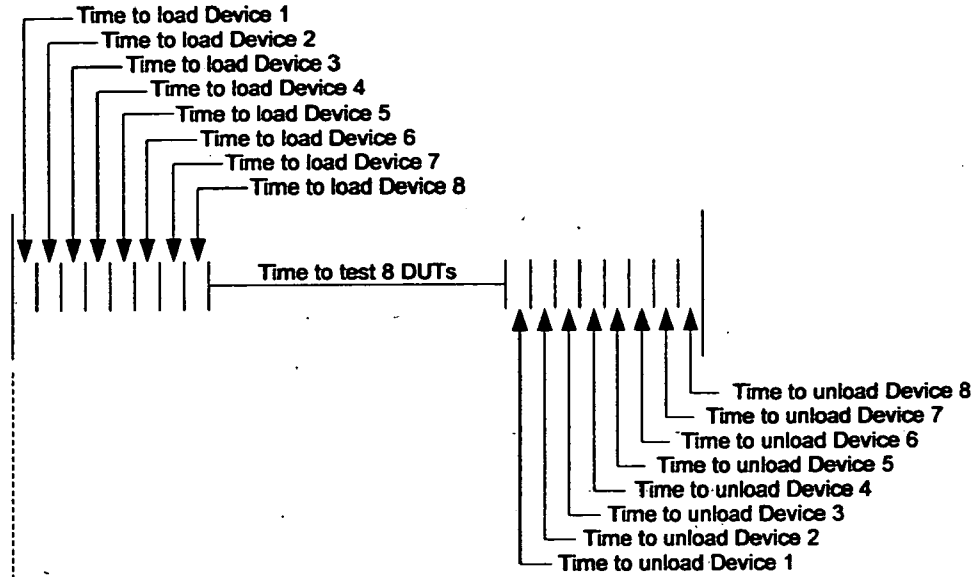 Time to load Device 1
Time to load Device 2
Time to load Device 3
Time to load Device 4
Time to load Device 5
Time to load Device 6
Time to load Device 7
Time to load Device 8
Time to test 8 DUTs
Time to unload Device 8
Time to unload Device 7
Time to unload Device 6
Time to unload Device 5
Time to unload Device 4
Time to unload Device 3
Time to unload Device 2
Time to unload Device 1